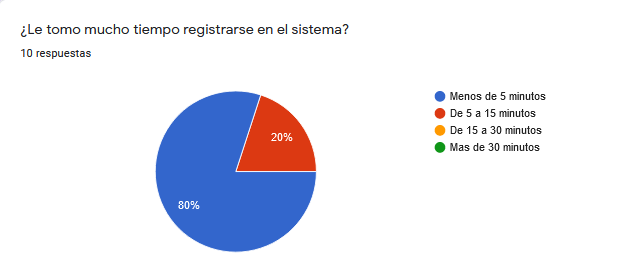 ¿Le tomo mucho tiempo registrarse en el sistema?
10 respuestas
Menos de 5 minutos
De 5 a 15 minutos
De 15 a 30 minutos
Mas de 30 minutos
20%
80%